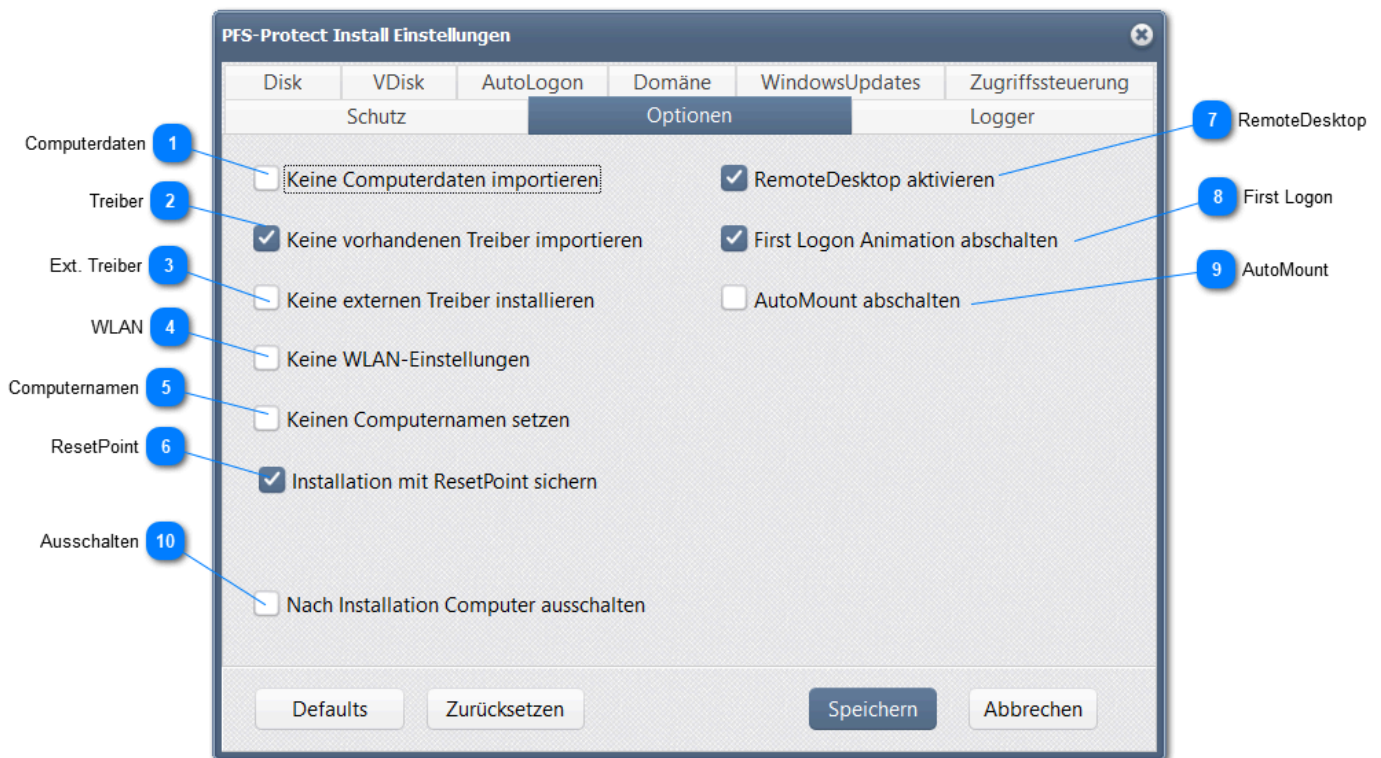 PFS-Protect Install Einstellungen
Disk VDisk AutoLogon Domäne WindowsUpdates Zugriffssteuerung
Schutz Optionen Logger
Computerdaten 1
Keine Computerdaten importieren
RemoteDesktop aktivieren
7 RemoteDesktop
Treiber 2
Keine vorhandenen Treiber importieren
First Logon Animation abschalten
8 First Logon
Ext. Treiber 3
Keine externen Treiber installieren
AutoMount abschalten
9 AutoMount
WLAN 4
Keine WLAN-Einstellungen
Computernamen 5
Keinen Computernamen setzen
ResetPoint 6
Installation mit ResetPoint sichern
Ausschalten 10
Nach Installation Computer ausschalten
Defaults Zurücksetzen Speichern Abbrechen